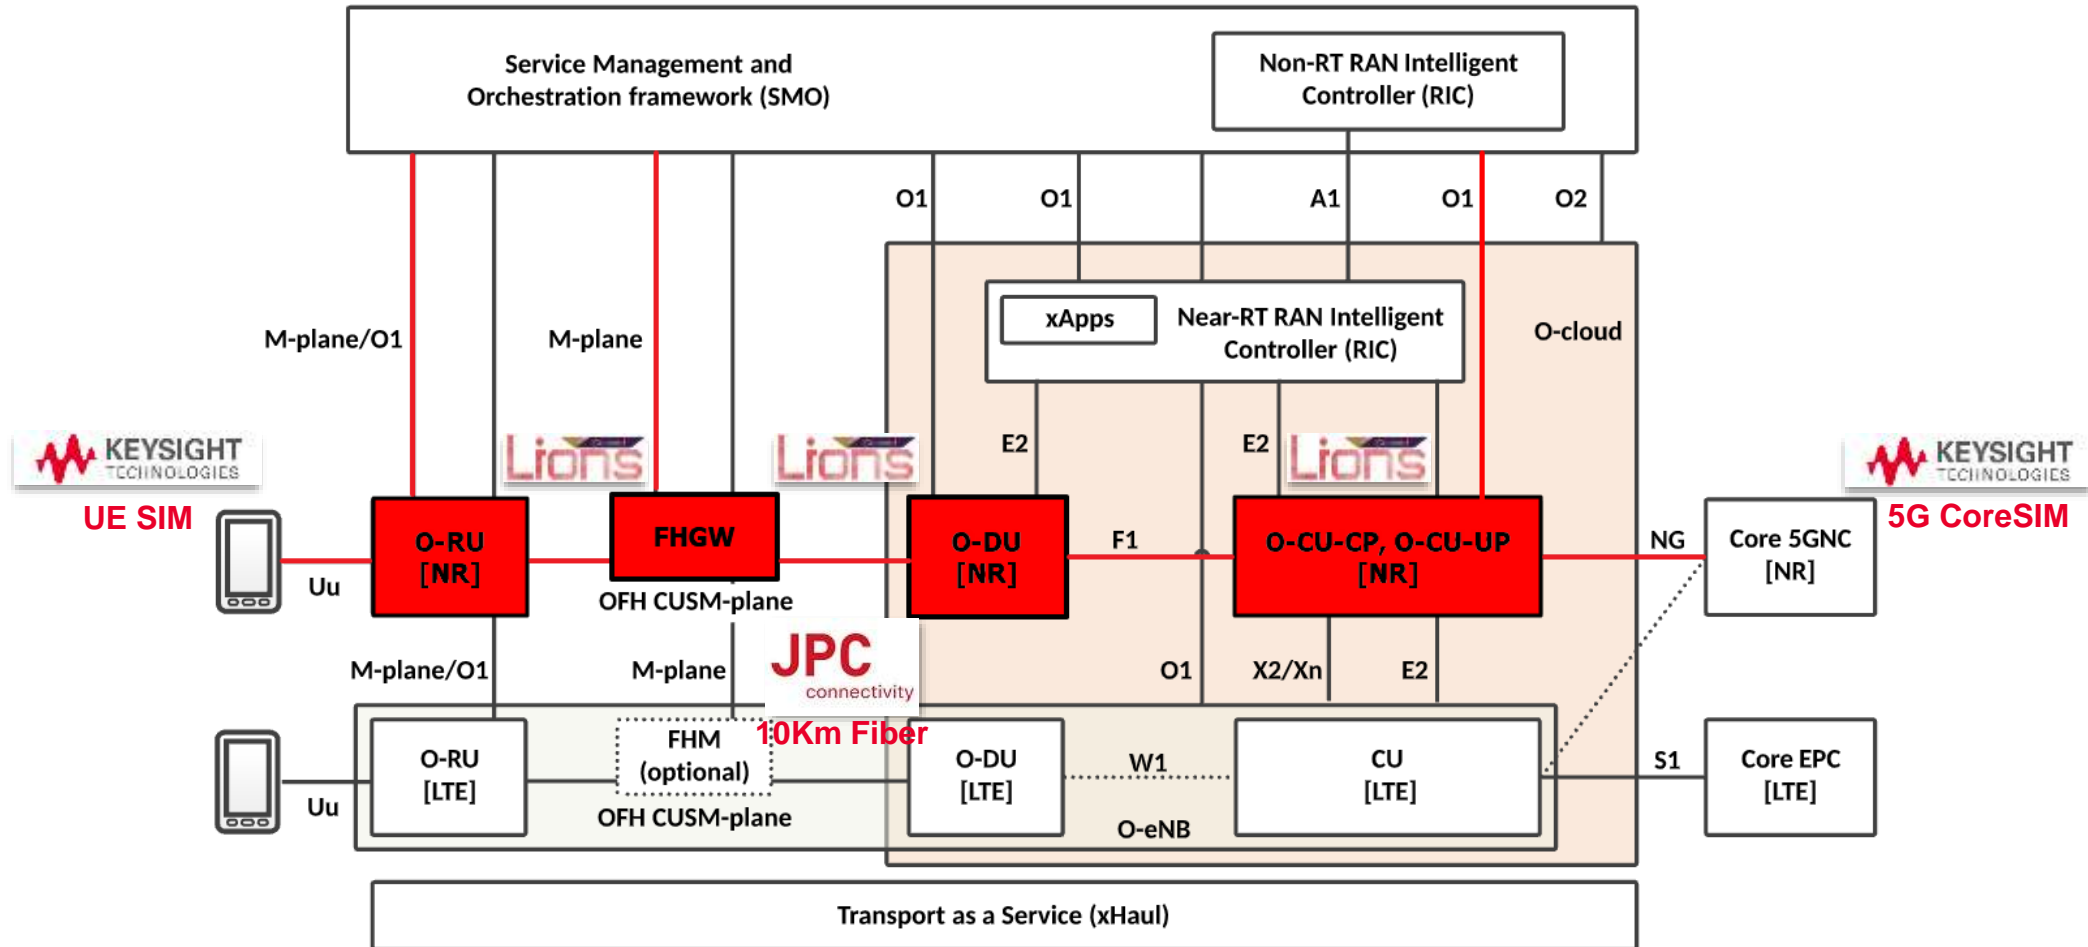 Service Management and
Orchestration framework (SMO)
Non-RT RAN Intelligent
Controller (RIC)
O1
O1
A1
O1
O2
xApps
Near-RT RAN Intelligent
Controller (RIC)
O-cloud
M-plane/O1
M-plane
KEYSIGHT
TECHNOLOGIES
UE SIM
Lions
Lions
E2
E2
Lions
KEYSIGHT
TECHNOLOGIES
5G CoreSIM
O-RU
[NR]
FHGW
O-DU
[NR]
F1
O-CU-CP, O-CU-UP
[NR]
NG
Core 5GNC
[NR]
Uu
OFH CUSM-plane
M-plane/O1
M-plane
JPC
connectivity
10Km Fiber
O1
X2/Xn
E2
O-RU
[LTE]
FHM
(optional)
O-DU
[LTE]
W1
CU
[LTE]
S1
Core EPC
[LTE]
Uu
OFH CUSM-plane
O-eNB
Transport as a Service (xHaul)